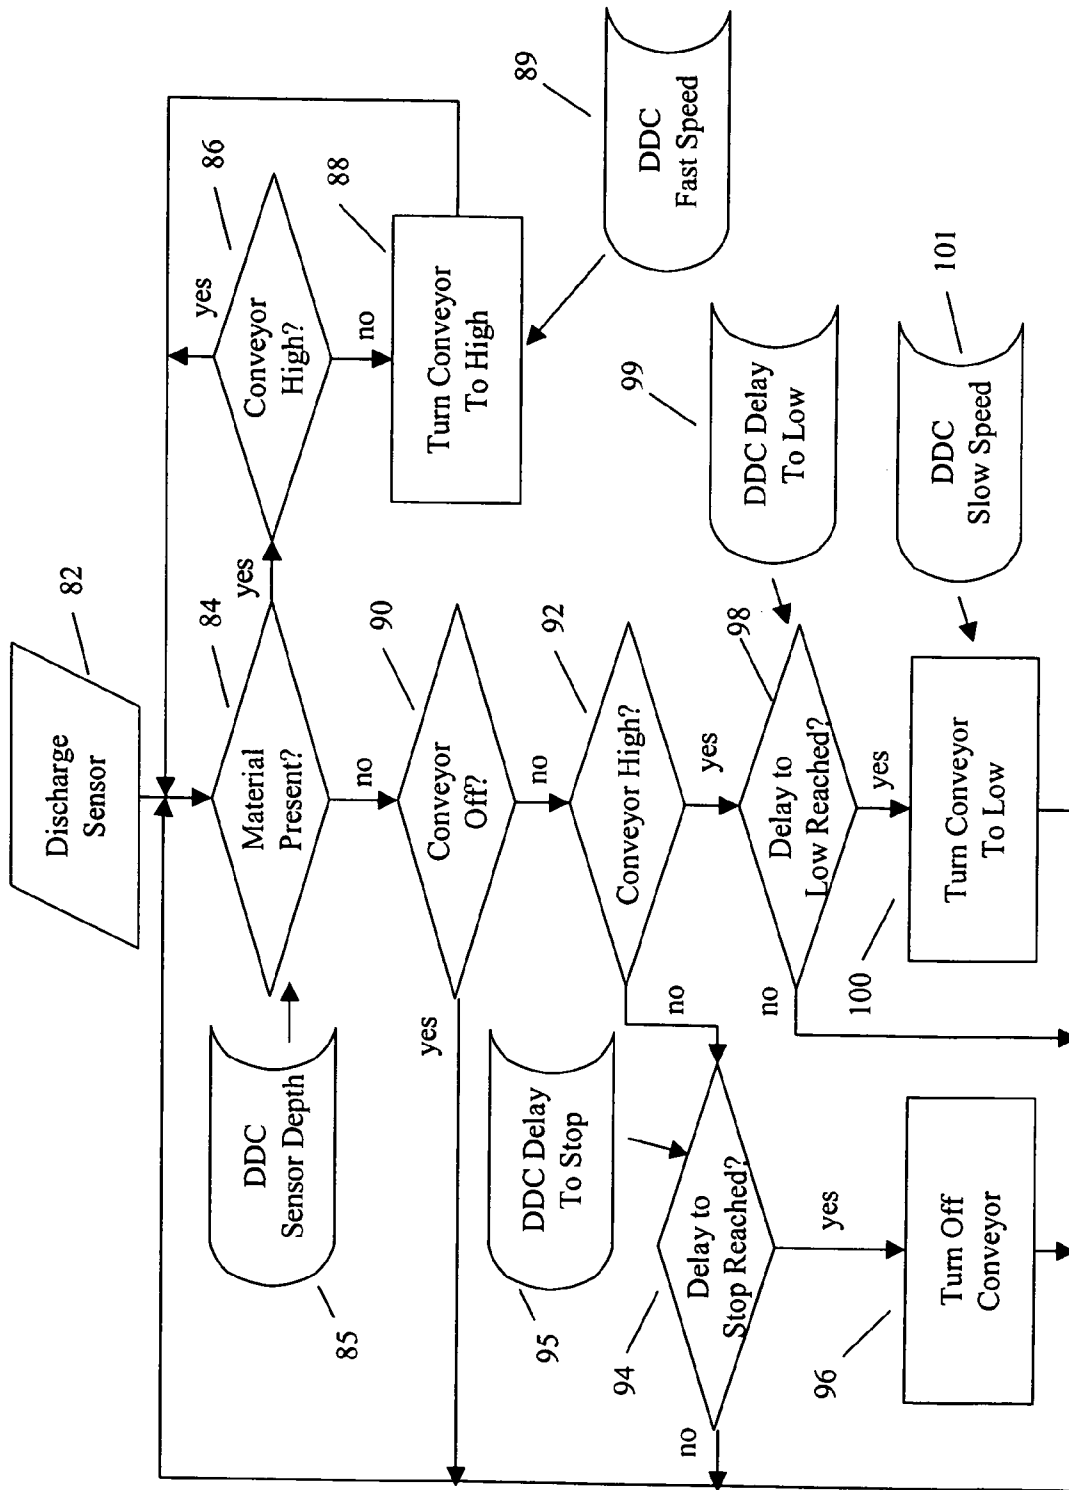 Discharge
Sensor
82
Material
Present?
84
yes
no
DDC
Sensor Depth
85
Conveyor
High?
86
yes
no
Turn Conveyor
To High
88
DDC
Fast Speed
89
Conveyor
Off?
90
yes
no
Conveyor High?
92
no
yes
DDC Delay
To Stop
95
Delay to
Stop Reached?
94
no
yes
Turn Off
Conveyor
96
Delay to
Low Reached?
98
no
yes
DDC Delay
To Low
99
Turn Conveyor
To Low
100
DDC
Slow Speed
101